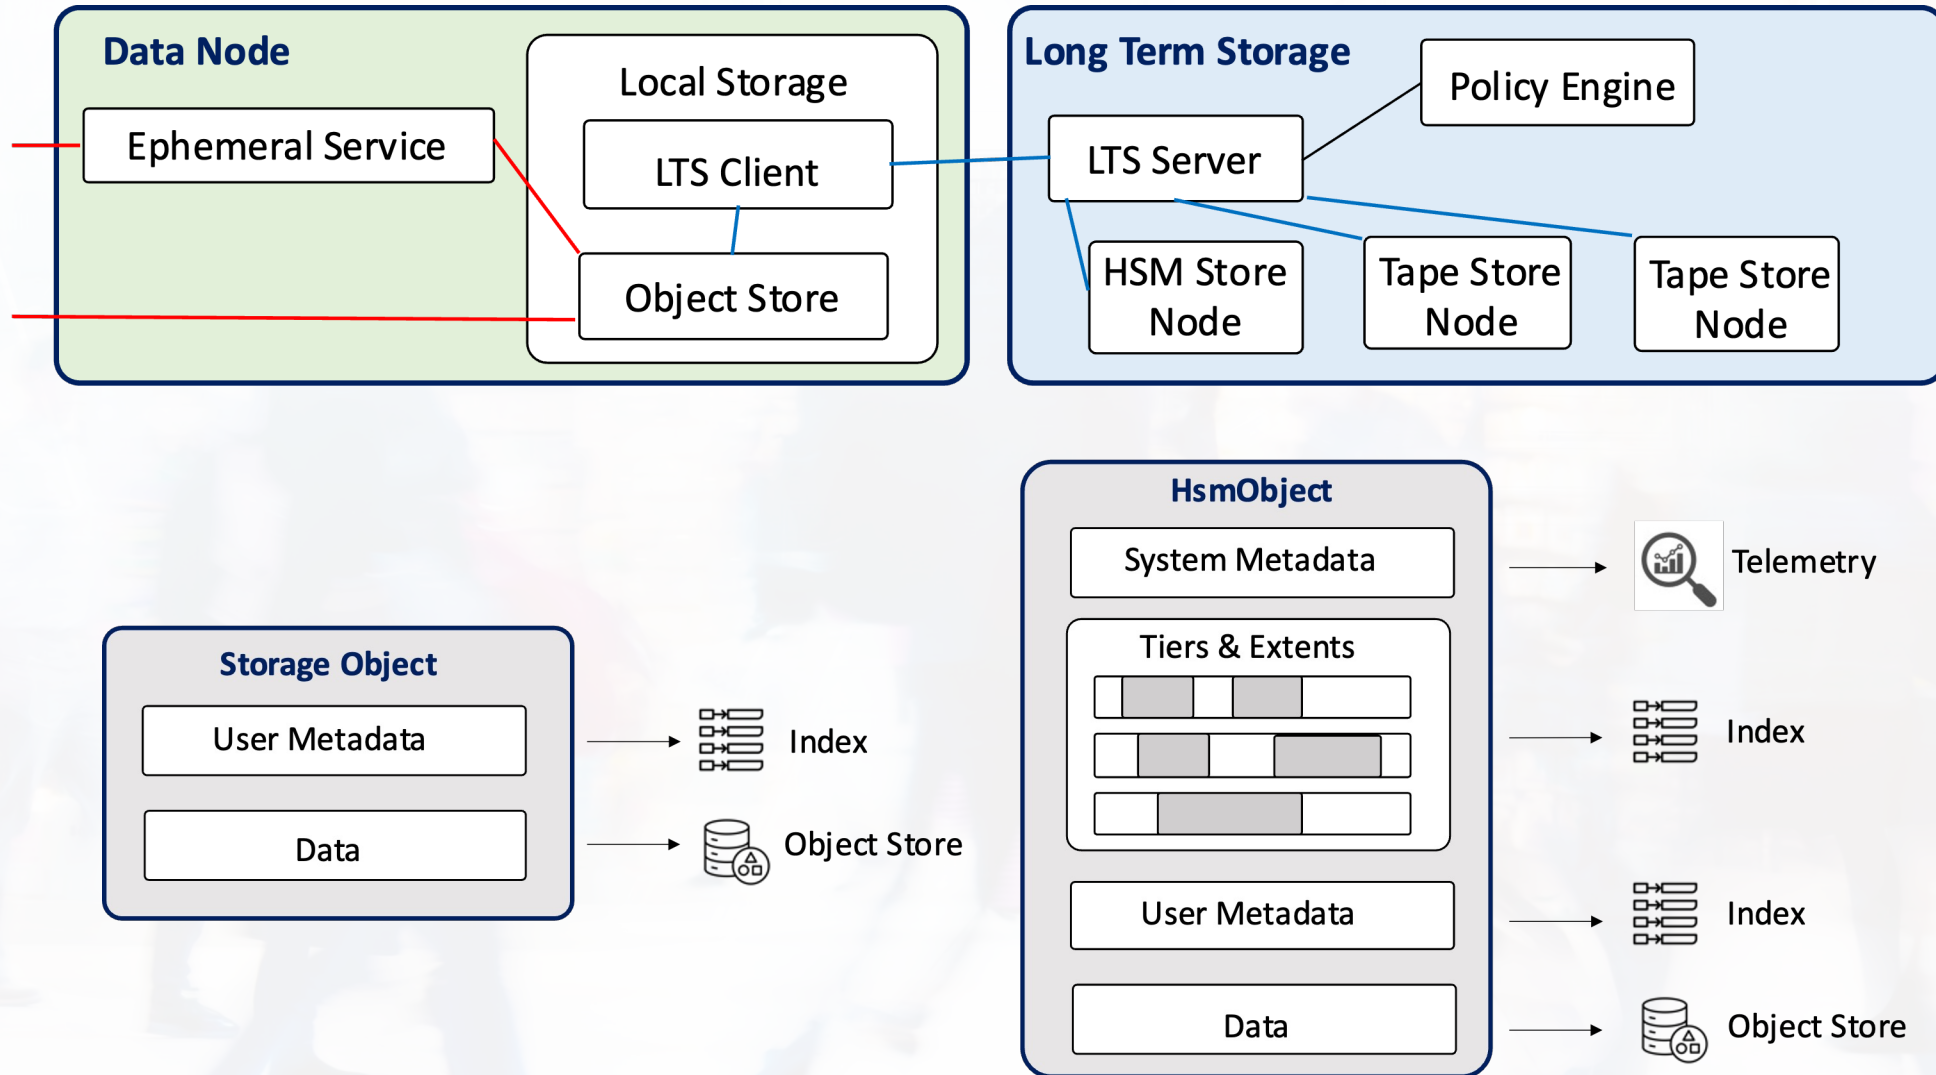 Data Node
Local Storage
Ephemeral Service
LTS Client
Object Store
Long Term Storage
Policy Engine
LTS Server
HSM Store
Node
Tape Store
Node
Tape Store
Node
Storage Object
User Metadata
Index
Data
Object Store
HsmObject
System Metadata
Telemetry
Tiers & Extents
Index
User Metadata
Index
Data
Object Store